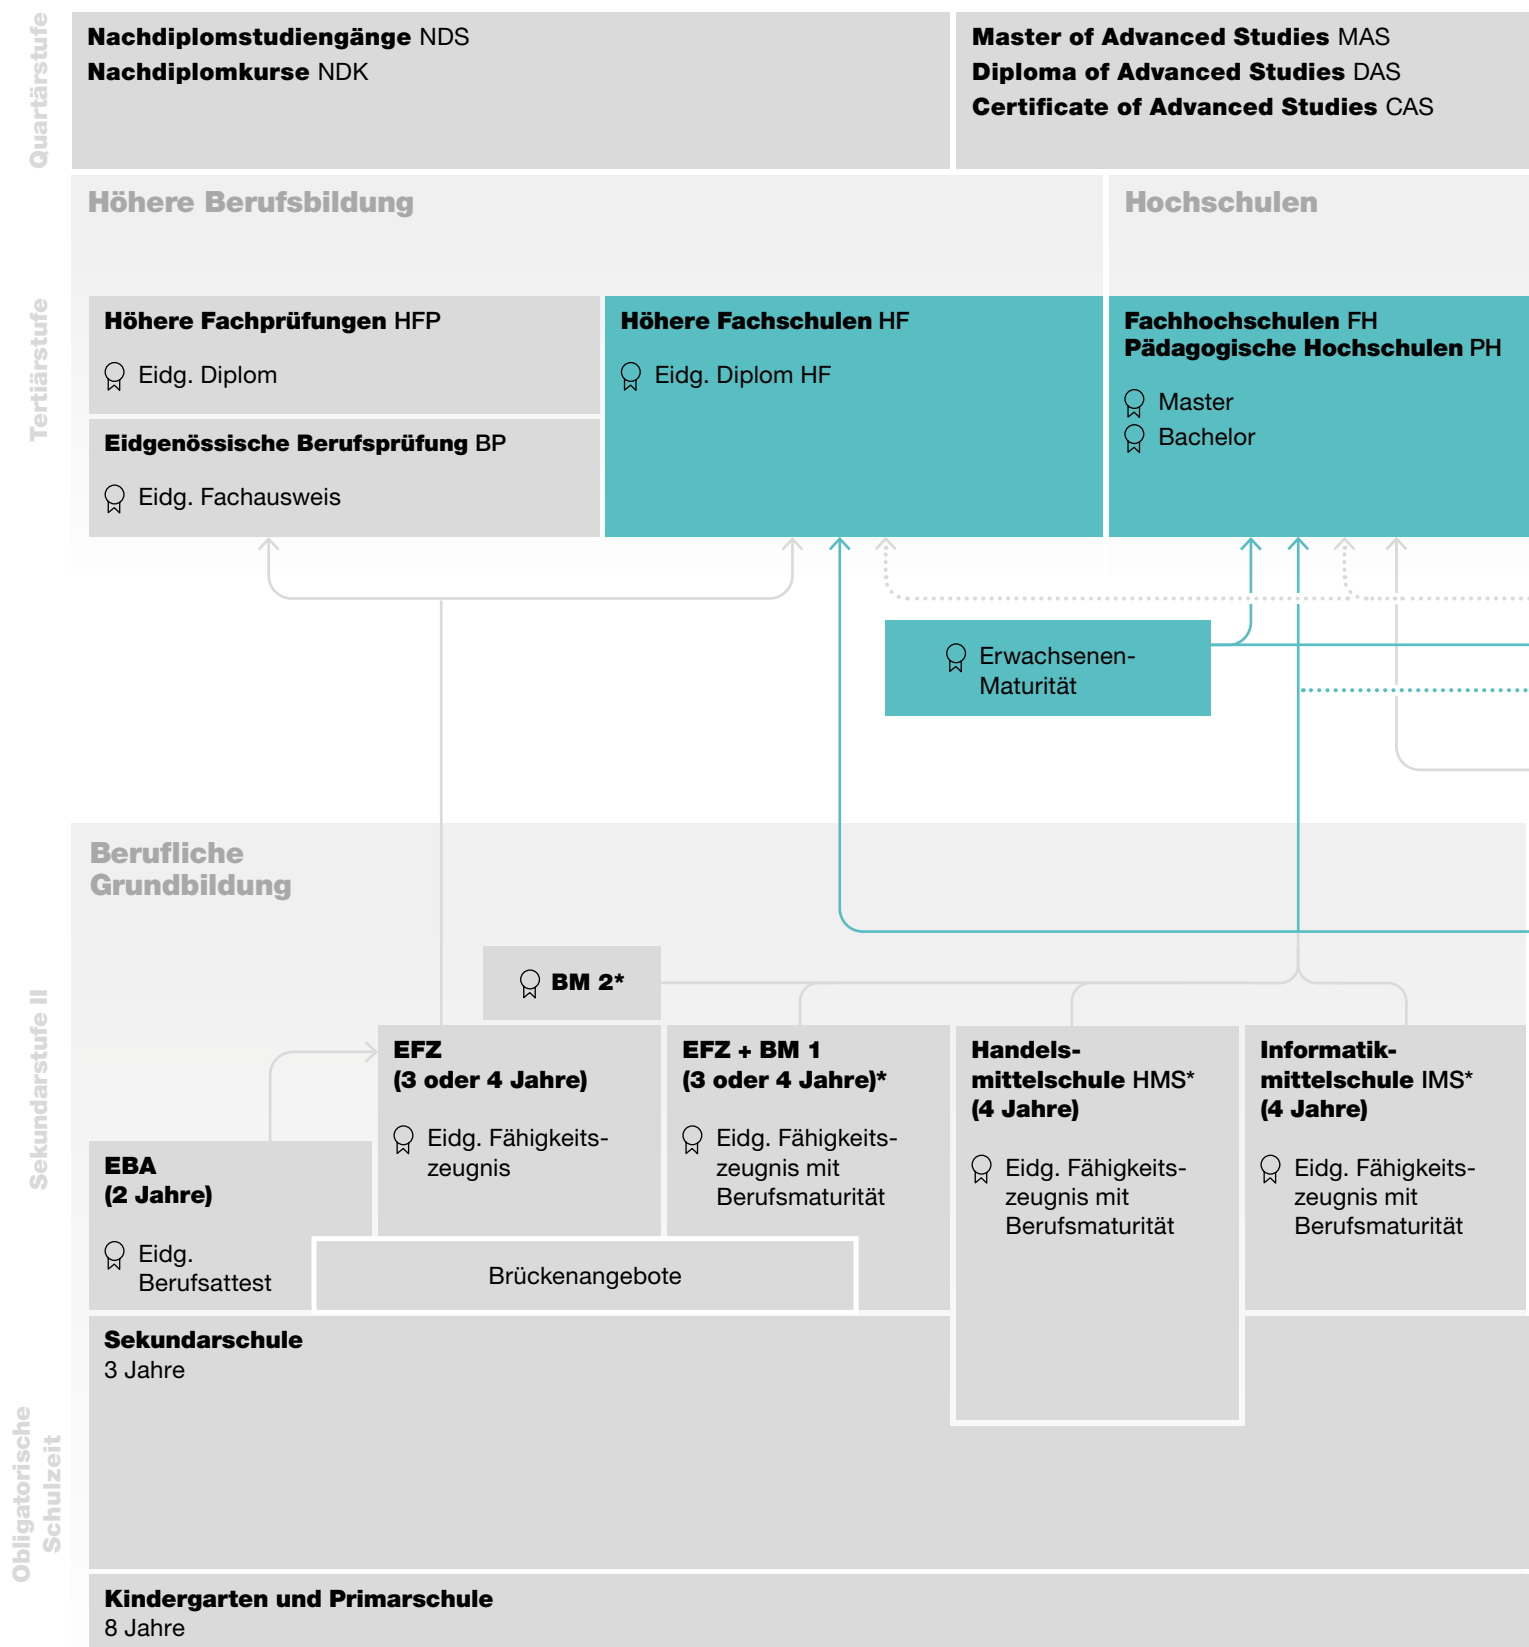 Quartärstufe
Nachdiplomstudiengänge NDS
Nachdiplomkurse NDK
Master of Advanced Studies MAS
Diploma of Advanced Studies DAS
Certificate of Advanced Studies CAS
Tertiärstufe
Höhere Berufsbildung
Hochschulen
Höhere Fachprüfungen HFP
Eidg. Diplom
Eidgenössische Berufsprüfung BP
Eidg. Fachausweis
Höhere Fachschulen HF
Eidg. Diplom HF
Fachhochschulen FH
Pädagogische Hochschulen PH
Master
Bachelor
Erwachsenen-
Maturität
Sekundarstufe II
Berufliche
Grundbildung
BM 2*
EBA
(2 Jahre)
Eidg.
Berufsattest
EFZ
(3 oder 4 Jahre)
Eidg. Fähigkeits-
zeugnis
EFZ + BM 1
(3 oder 4 Jahre)*
Eidg. Fähigkeits-
zeugnis mit
Berufsmaturität
Handels-
mittelschule HMS*
(4 Jahre)
Eidg. Fähigkeits-
zeugnis mit
Berufsmaturität
Informatik-
mittelschule IMS*
(4 Jahre)
Eidg. Fähigkeits-
zeugnis mit
Berufsmaturität
Brückenangebote
Obligatorische
Schulzeit
Sekundarschule
3 Jahre
Kindergarten und Primarschule
8 Jahre